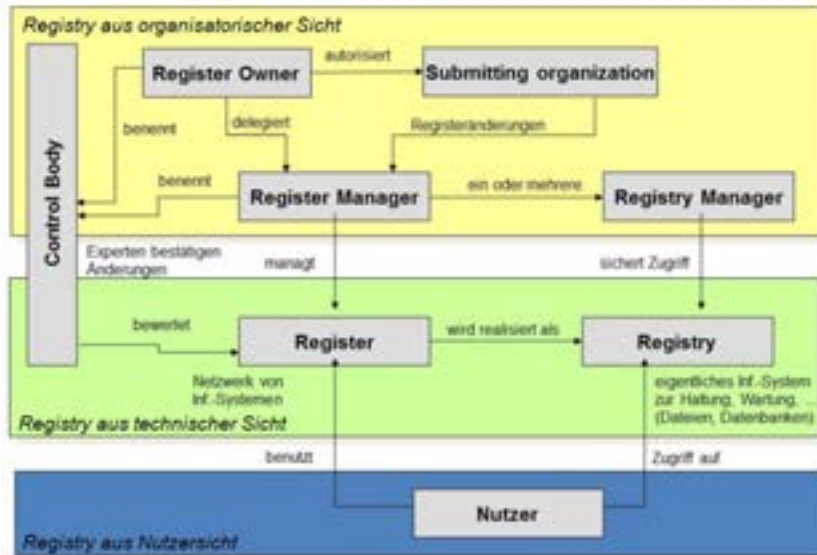 Registry aus organisatorischer Sicht
Register Owner
autorisiert
Submitting organization
benennt
delegiert
Registeränderungen
Control Body
benennt
Register Manager
ein oder mehrere
Registry Manager
Experten bestätigen
Änderungen
managt
sichert Zugriff
bewertet
Register
wird realisiert als
Registry
Netzwerk von
Inf.-Systemen
eigentliches Inf.-System
zur Haltung, Wartung, ...
(Dateien, Datenbanken)
Registry aus technischer Sicht
benutzt
Zugriff auf
Nutzer
Registry aus Nutzersicht